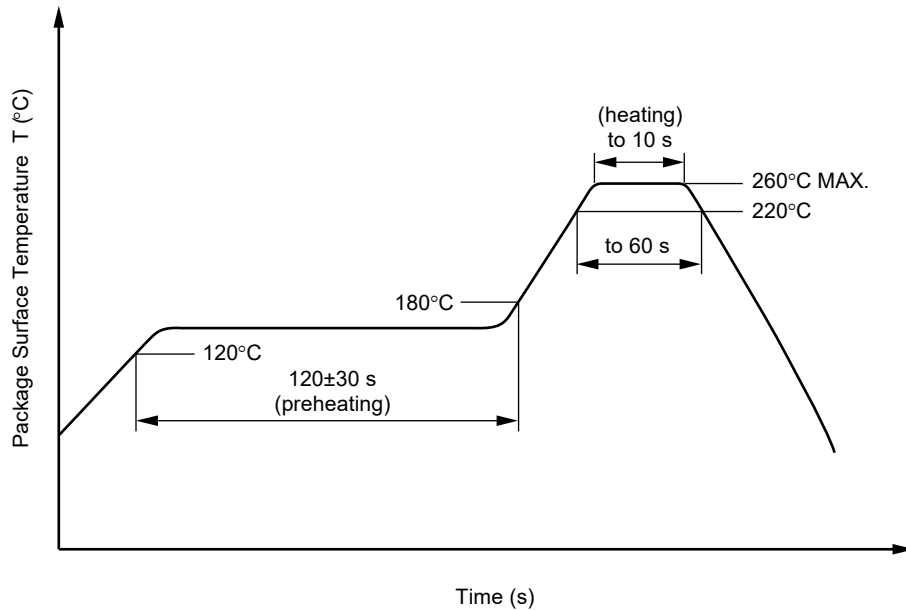 Package Surface Temperature T (°C)
(heating)
to 10 s
260°C MAX.
220°C
to 60 s
180°C
120°C
120±30 s
(preheating)
Time (s)